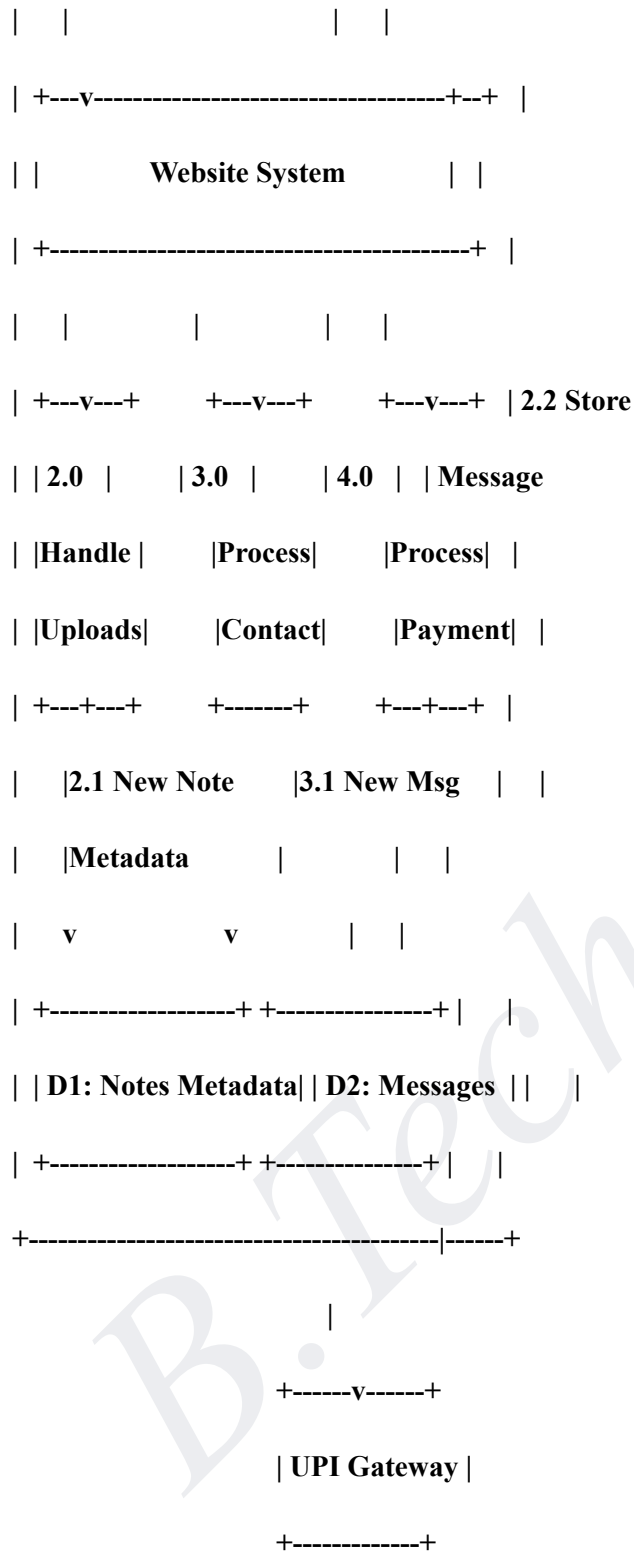 |     |                                |     |
| +---v------------------------------------+--+   |
| |            Website System            |  |
| +-------------------------------------------+   |
|     |               |               |     |
| +---v---+       +---v---+       +---v---+   | 2.2 Store
| | 2.0   |       | 3.0   |       | 4.0   |   | Message
| |Handle |       |Process|       |Process|   |
| |Uploads|       |Contact|       |Payment|   |
| +---+---+       +-------+       +---+---+   |
|     |2.1 New Note       |3.1 New Msg     |     |
|     |Metadata           |           |     |
|     v                v            |     |
| +-------------------+ +----------------+ |     |
| | D1: Notes Metadata| | D2: Messages  | |     |
| +-------------------+ +---------------+ |     |
+------------------------------------------|------+
|
+------v------+
| UPI Gateway |
+-------------+
B.Tech